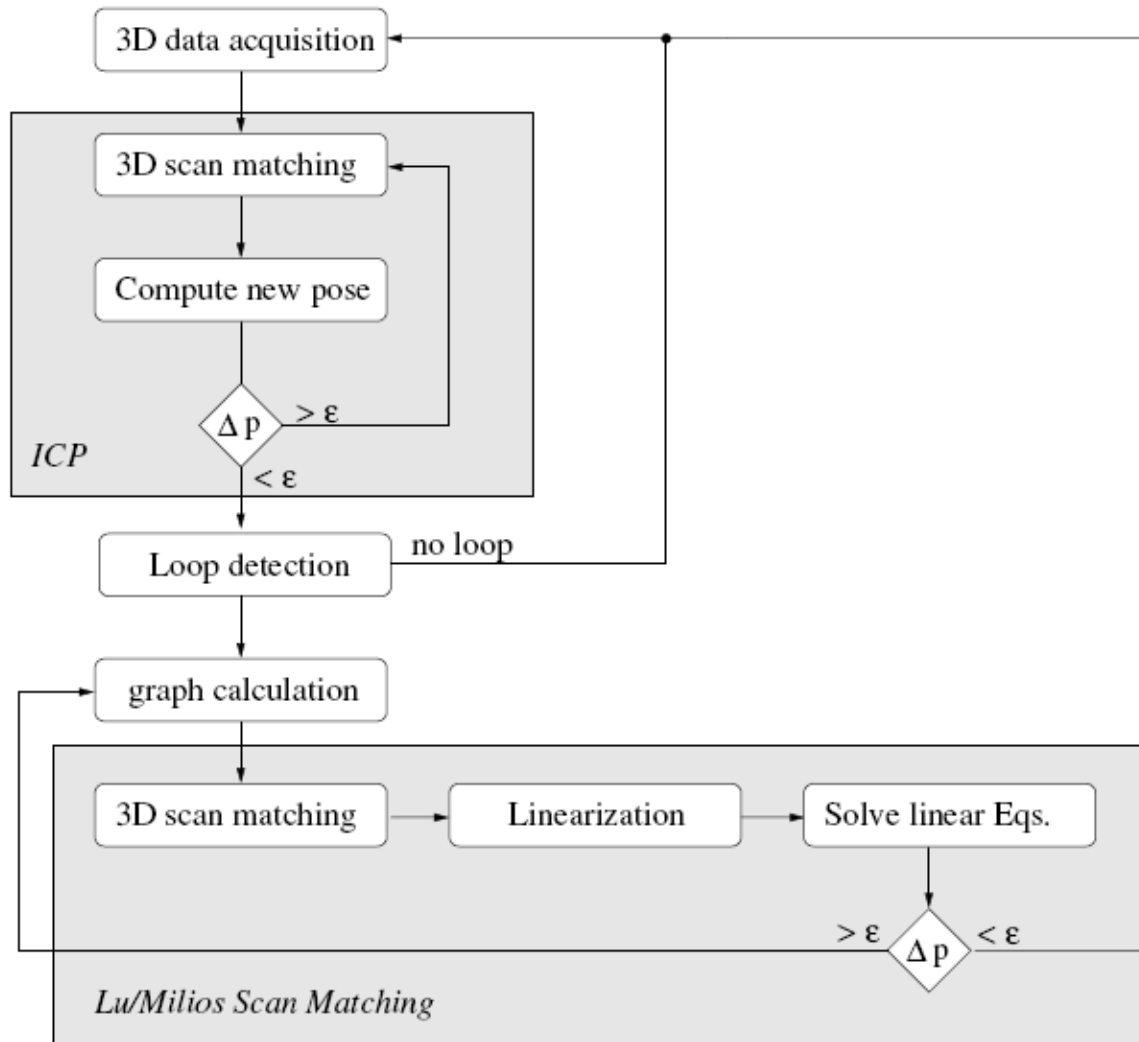 3D data acquisition
3D scan matching
Compute new pose
Δ p
> ε
ICP
< ε
Loop detection
no loop
graph calculation
3D scan matching
Linearization
Solve linear Eqs.
> ε
Δ p
< ε
Lu/Milios Scan Matching